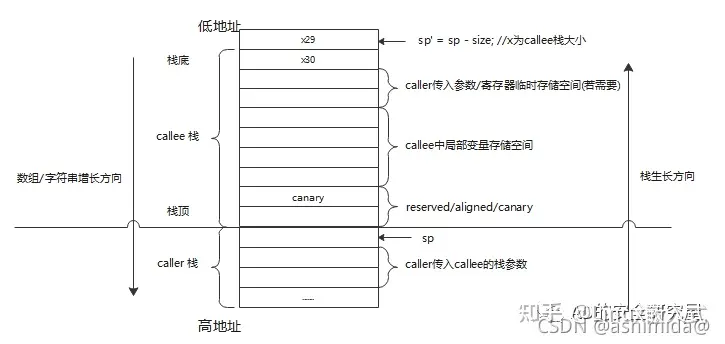 低地址
x29
sp' = sp - size; //x为callee栈大小
栈底
x30
caller传入参数/寄存器临时存储空间(若需要)
callee 栈
callee中局部变量存储空间
数组/字符串增长方向
栈生长方向
canary
栈顶
reserved/aligned/canary
sp
caller 栈
caller传入callee的栈参数
......
高地址
知乎
CSDN @ashimida@